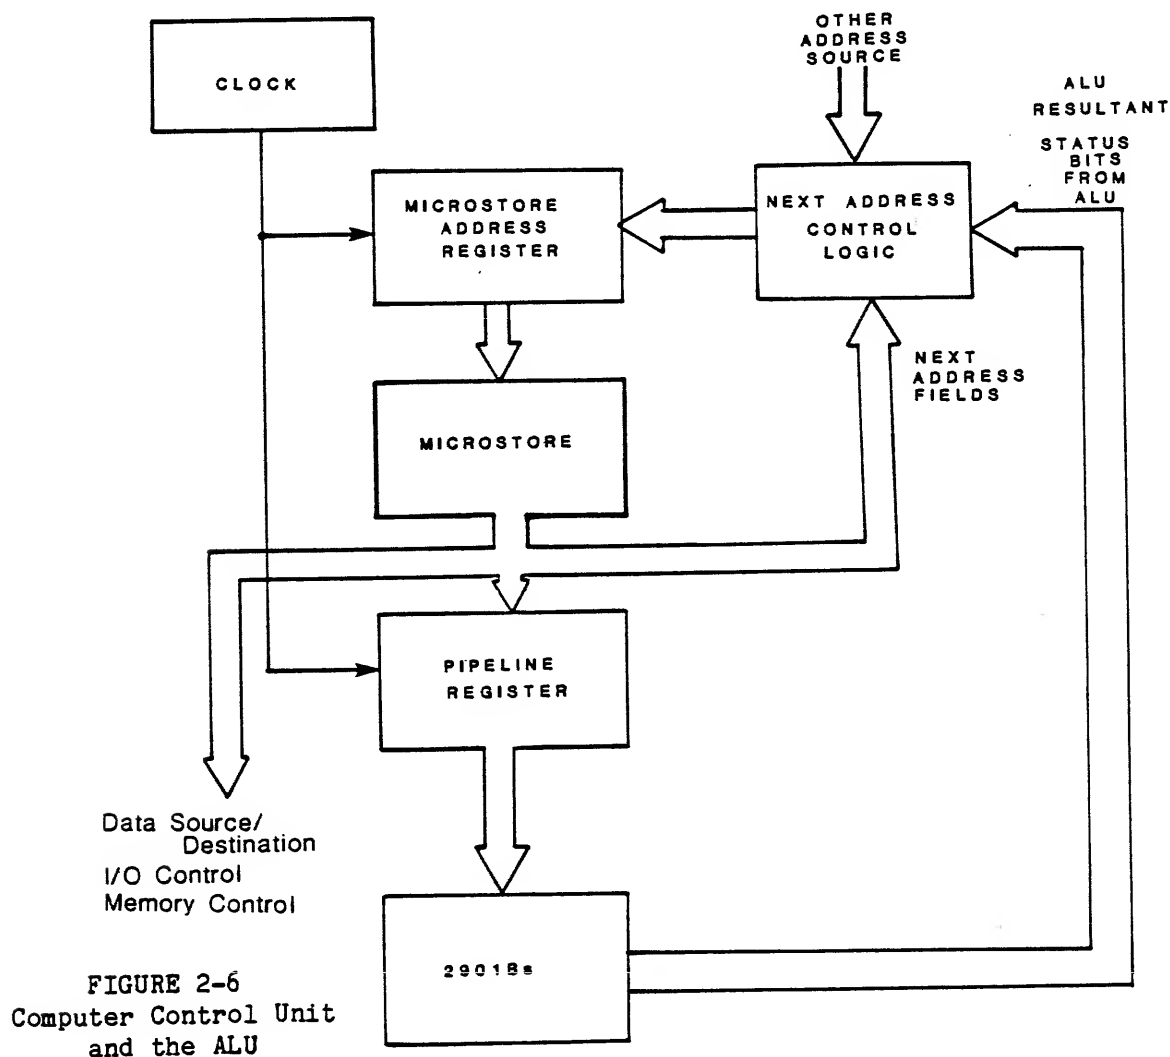 OTHER
ADDRESS
SOURCE
CLOCK
ALU
RESULTANT
STATUS
BITS
FROM
ALU
MICROSTORE
ADDRESS
REGISTER
NEXT ADDRESS
CONTROL
LOGIC
NEXT
ADDRESS
FIELDS
MICROSTORE
PIPELINE
REGISTER
Data Source/
Destination
I/O Control
Memory Control
2901Bs
FIGURE 2-6
Computer Control Unit
and the ALU